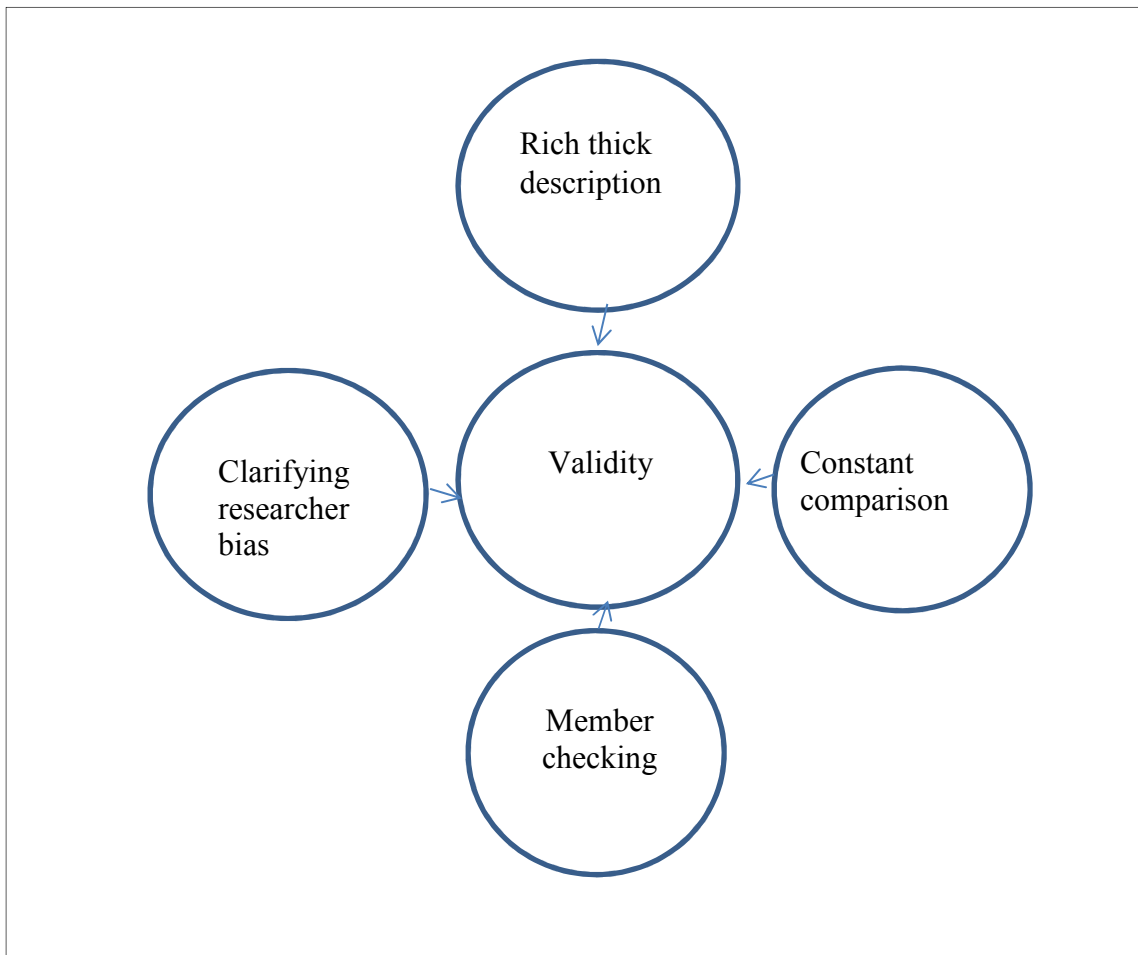 Rich thick
description
Clarifying
researcher
bias
Validity
Constant
comparison
Member
checking